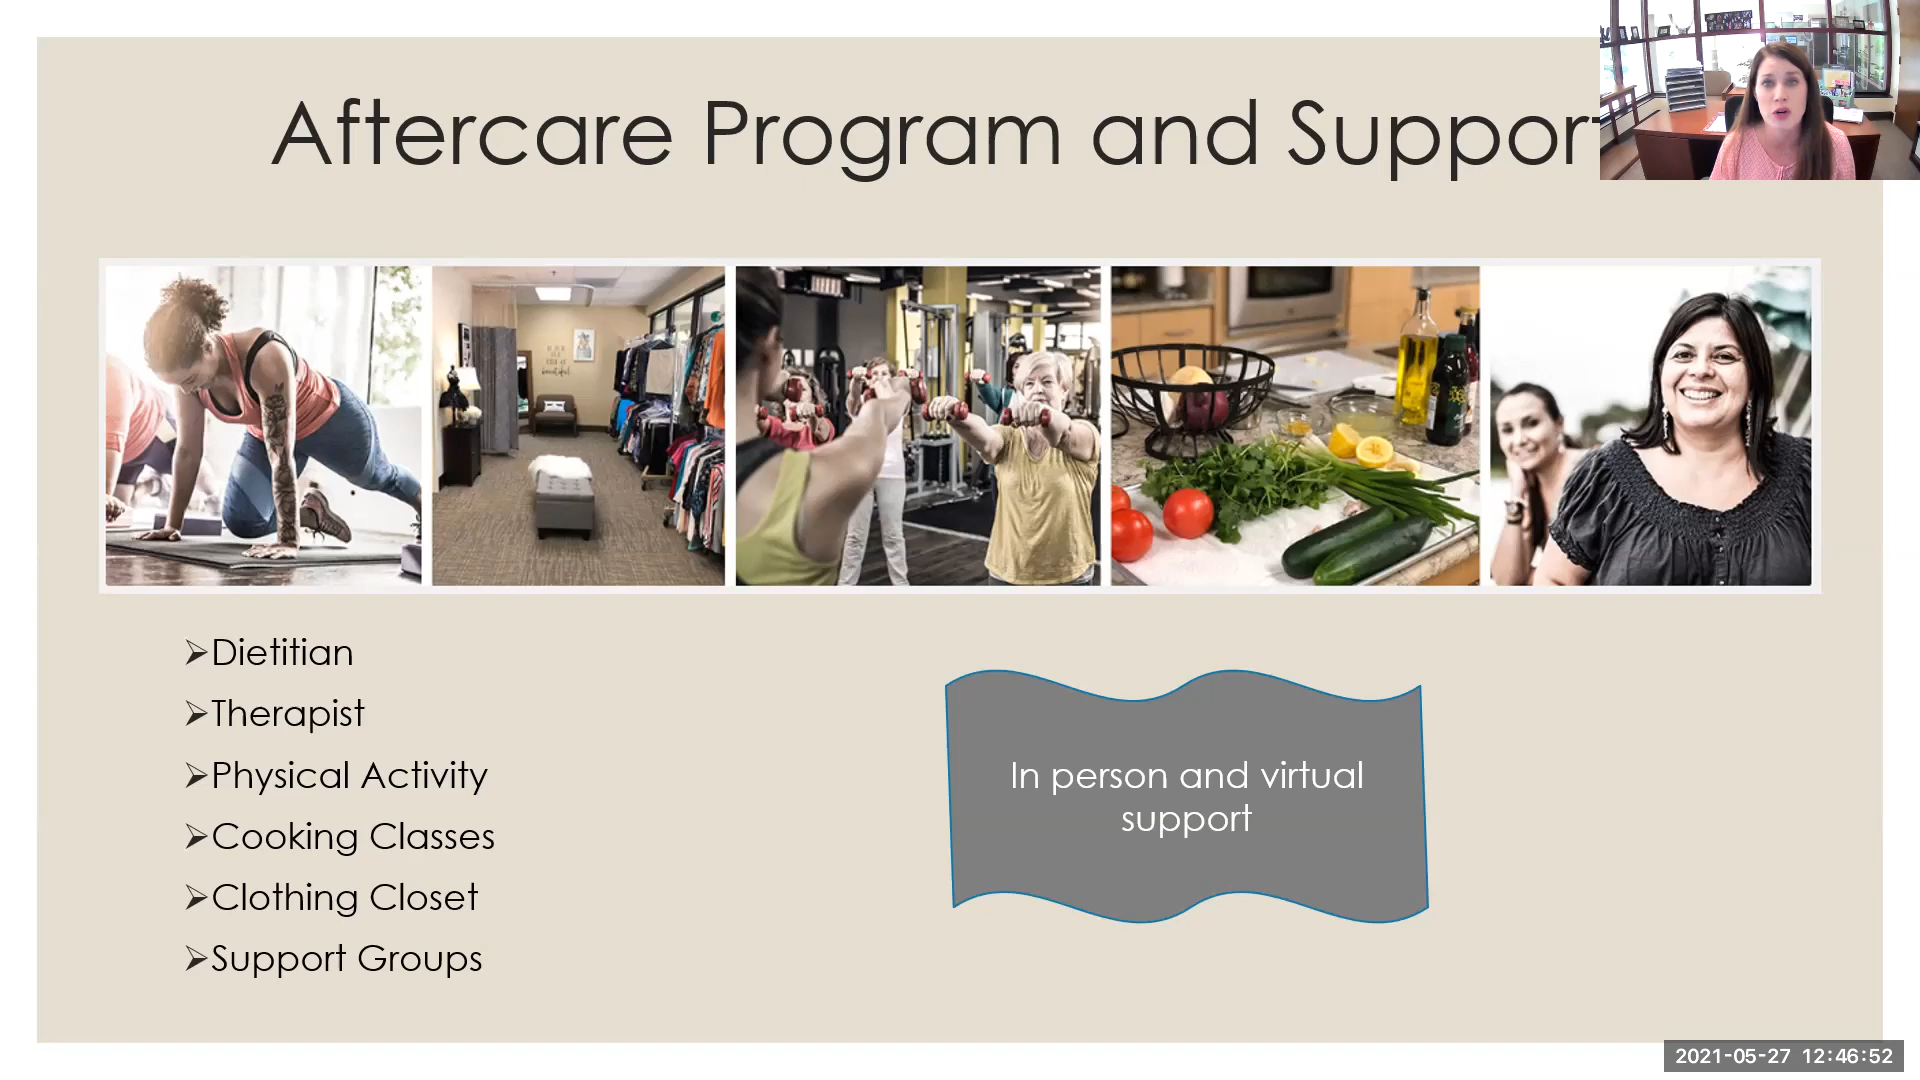 Aftercare Program and Support
➢Dietitian
➢Therapist
➢Physical Activity
➢Cooking Classes
➢Clothing Closet
➢Support Groups
In person and virtual
support
2021-05-27 12:46:52